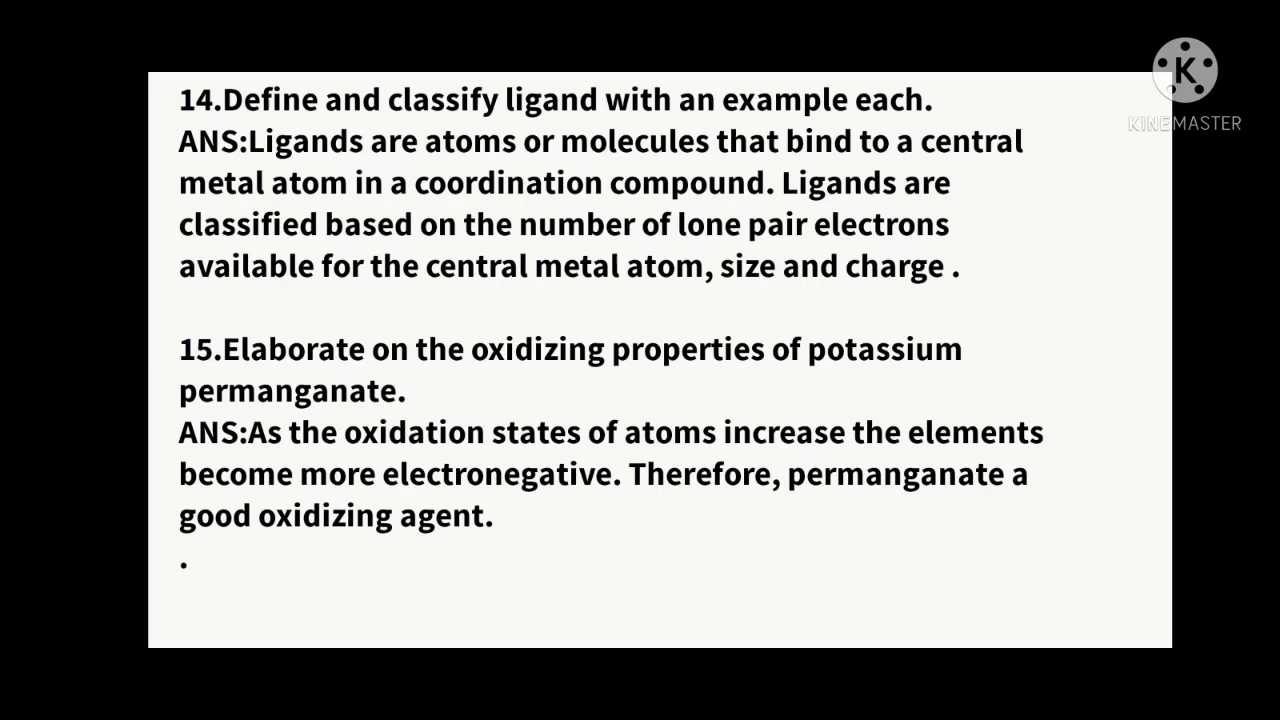 14.Define and classify ligand with an example each.
ANS:Ligands are atoms or molecules that bind to a central
metal atom in a coordination compound. Ligands are
classified based on the number of lone pair electrons
available for the central metal atom, size and charge .
15.Elaborate on the oxidizing properties of potassium
permanganate.
ANS:As the oxidation states of atoms increase the elements
become more electronegative. Therefore, permanganate a
good oxidizing agent.
.
K
KINEMASTER